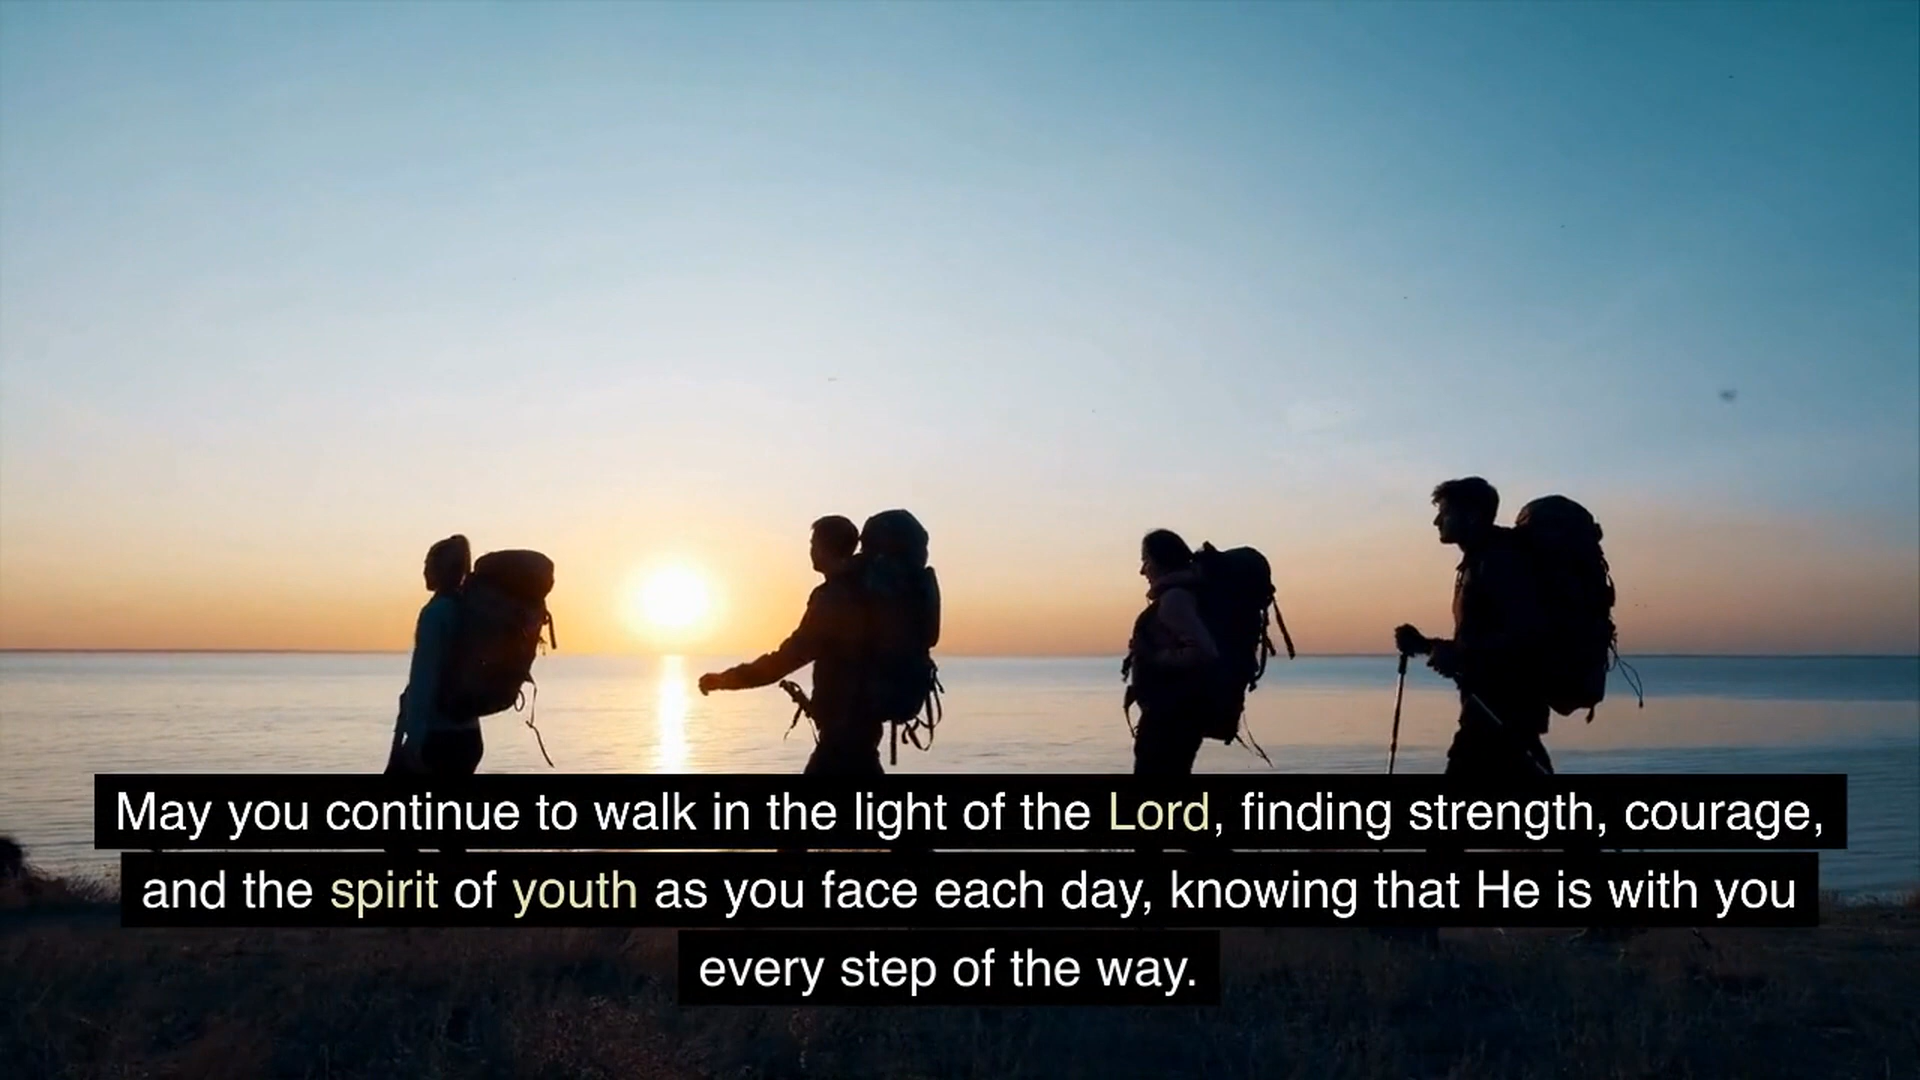 May you continue to walk in the light of the Lord, finding strength, courage,
and the spirit of youth as you face each day, knowing that He is with you
every step of the way.